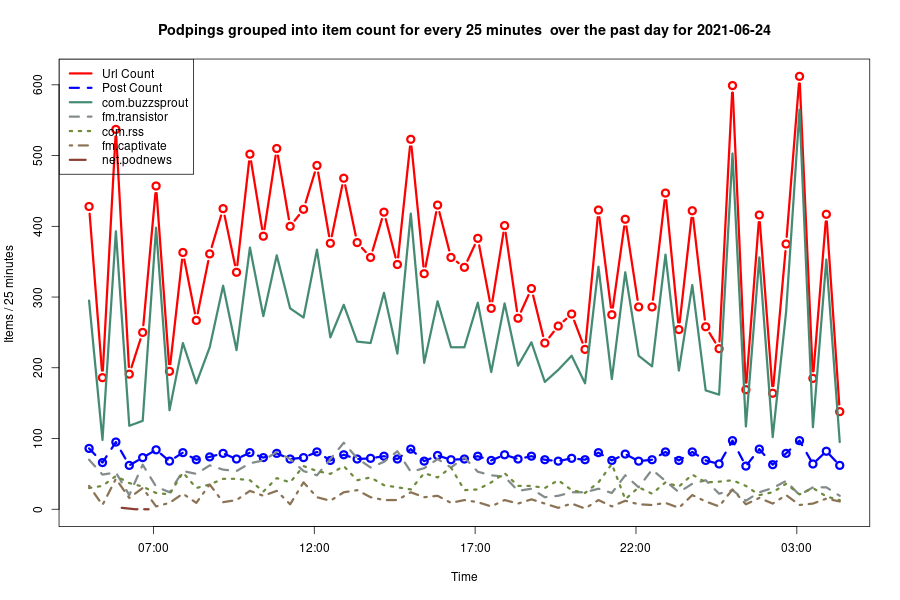 Podpings grouped into item count for every 25 minutes  over the past day for 2021-06-24
Url Count
Post Count
com.buzzsprout
fm.transistor
com.rss
fm.captivate
net.podnews
Items / 25 minutes
600
500
400
300
200
100
0
07:00
12:00
17:00
22:00
03:00
Time